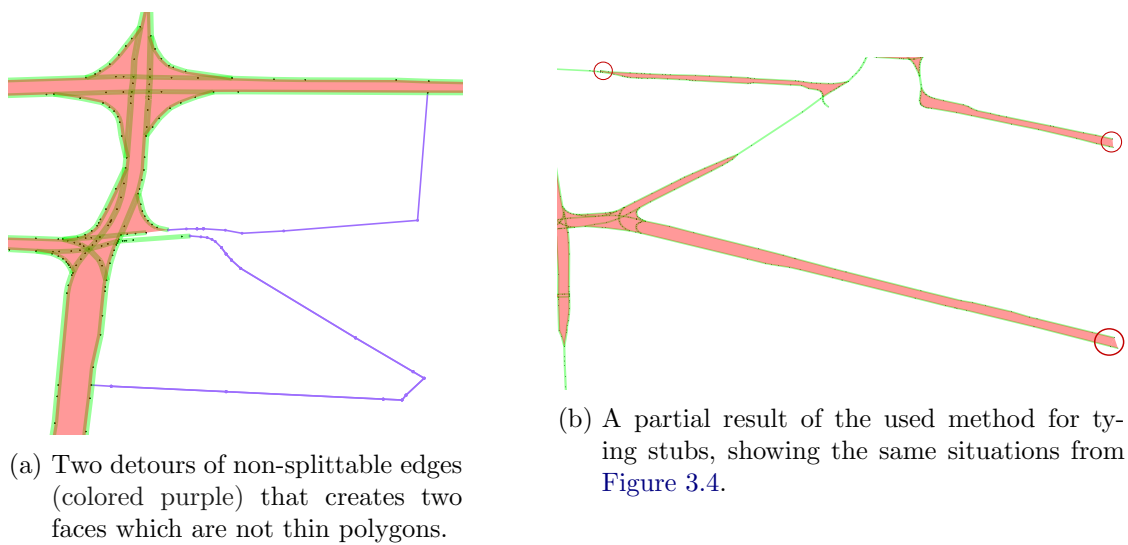 (a) Two detours of non-splittable edges
(colored purple) that creates two
faces which are not thin polygons.
(b) A partial result of the used method for ty-
ing stubs, showing the same situations from
Figure 3.4.